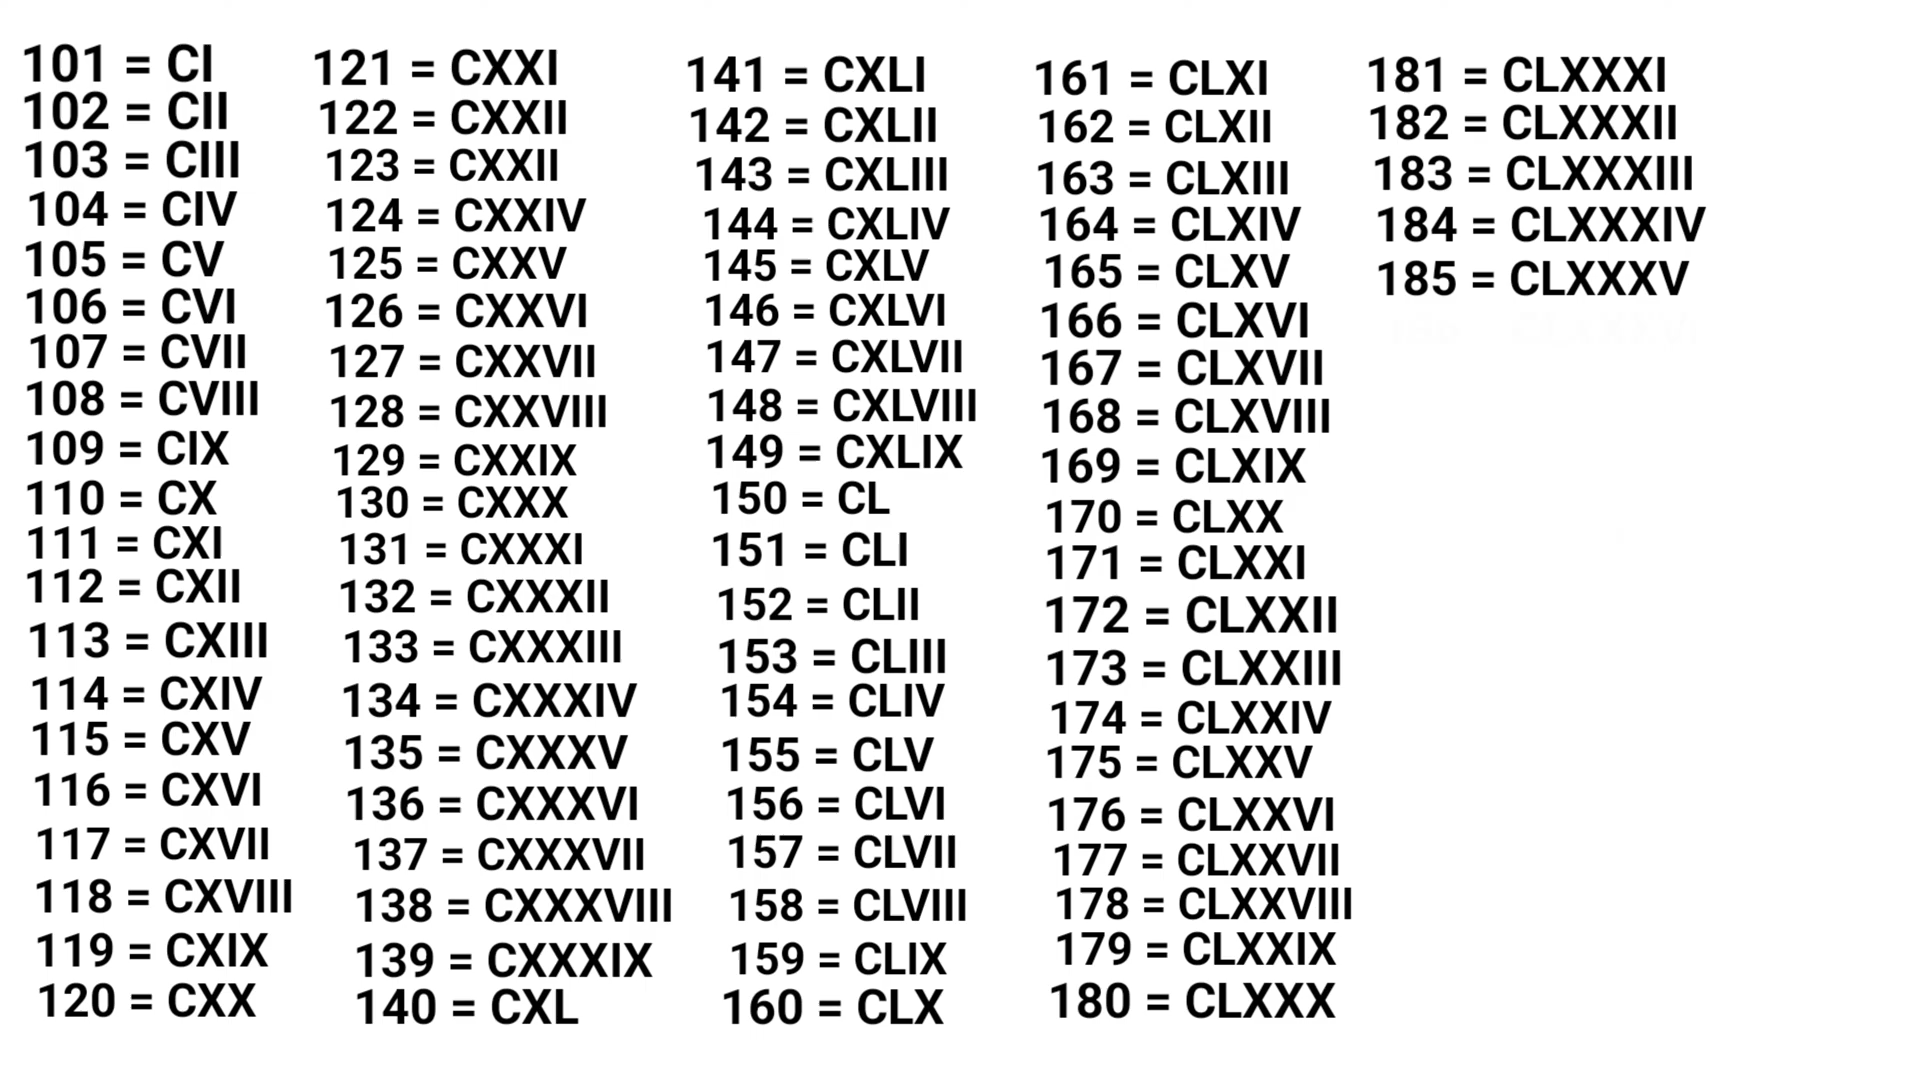 101 = CI
102 = CII
103 = CIII
104 = CIV
105 = CV
106 = CVI
107 = CVII
108 = CVIII
109 = CIX
110 = CX
111 = CXI
112 = CXII
113 = CXIII
114 = CXIV
115 = CXV
116 = CXVI
117 = CXVII
118 = CXVIII
119 = CXIX
120 = CXX
121 = CXXI
122 = CXXII
123 = CXXII
124 = CXXIV
125 = CXXV
126 = CXXVI
127 = CXXVII
128 = CXXVIII
129 = CXXIX
130 = CXXX
131 = CXXXI
132 = CXXXII
133 = CXXXIII
134 = CXXXIV
135 = CXXXV
136 = CXXXVI
137 = CXXXVII
138 = CXXXVIII
139 = CXXXIX
140 = CXL
141 = CXLI
142 = CXLII
143 = CXLIII
144 = CXLIV
145 = CXLV
146 = CXLVI
147 = CXLVII
148 = CXLVIII
149 = CXLIX
150 = CL
151 = CLI
152 = CLII
153 = CLIII
154 = CLIV
155 = CLV
156 = CLVI
157 = CLVII
158 = CLVIII
159 = CLIX
160 = CLX
161 = CLXI
162 = CLXII
163 = CLXIII
164 = CLXIV
165 = CLXV
166 = CLXVI
167 = CLXVII
168 = CLXVIII
169 = CLXIX
170 = CLXX
171 = CLXXI
172 = CLXXII
173 = CLXXIII
174 = CLXXIV
175 = CLXXV
176 = CLXXVI
177 = CLXXVII
178 = CLXXVIII
179 = CLXXIX
180 = CLXXX
181 = CLXXXI
182 = CLXXXII
183 = CLXXXIII
184 = CLXXXIV
185 = CLXXXV